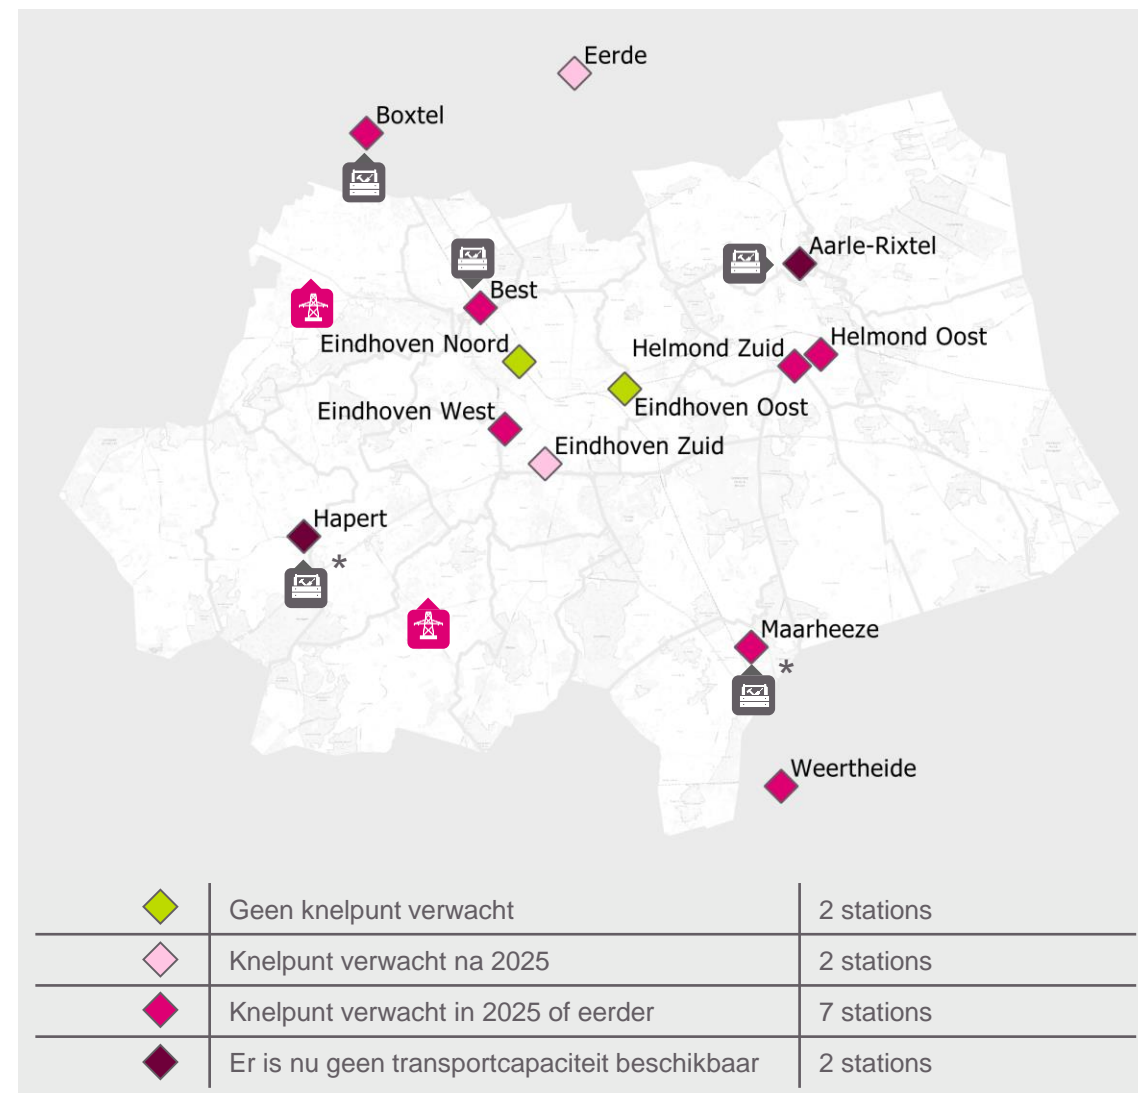 Eerde
Boxtel
Aarle-Rixtel
Best
Eindhoven Noord
Helmond Oost
Helmond Zuid
Eindhoven Oost
Eindhoven West
Eindhoven Zuid
Hapert
*
Maarheeze
*
Weertheide
Geen knelpunt verwacht 2 stations
Knelpunt verwacht na 2025 2 stations
Knelpunt verwacht in 2025 of eerder 7 stations
Er is nu geen transportcapaciteit beschikbaar 2 stations